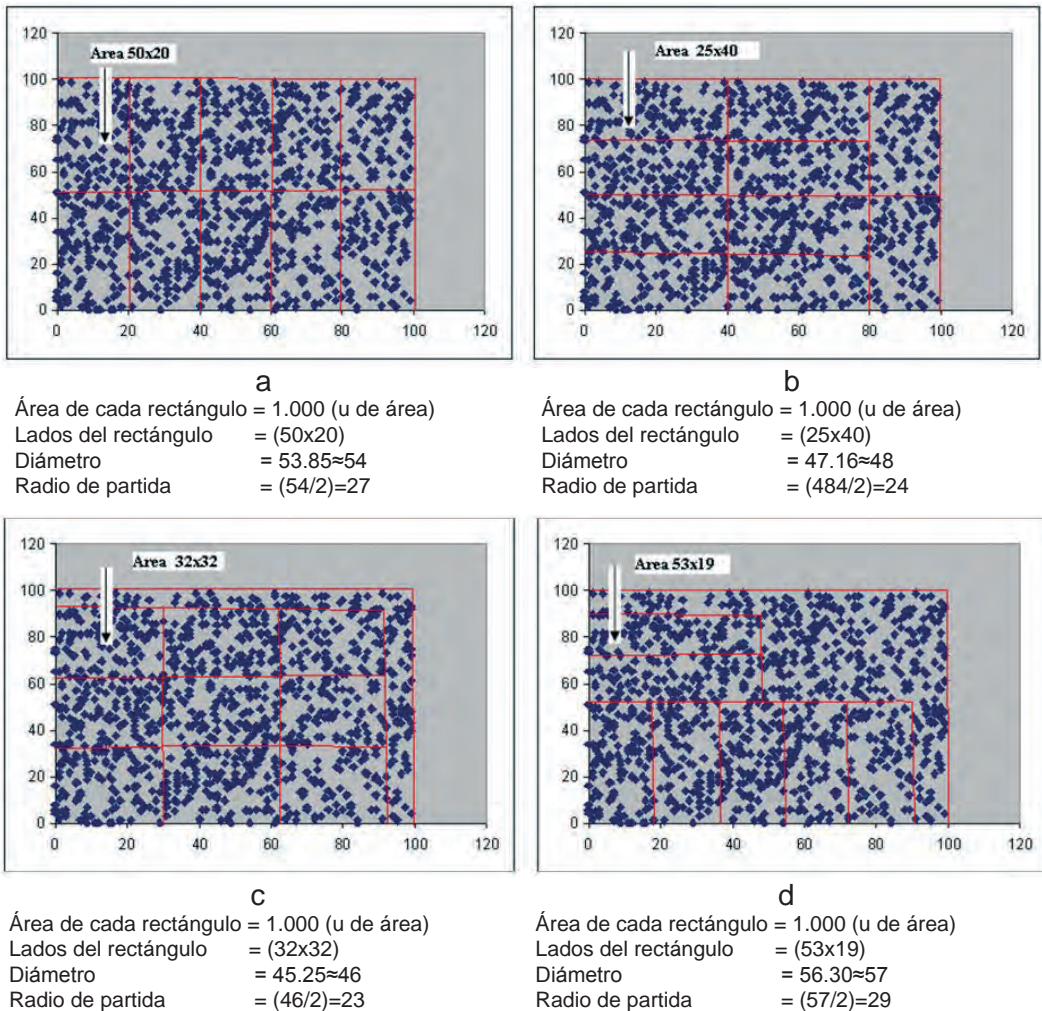 120
100
80
60
40
20
0
0 20 40 60 80 100 120
Area 50x20
120
100
80
60
40
20
0
0 20 40 60 80 100 120
Area 25x40
a
Área de cada rectángulo = 1.000 (u de área)
Lados del rectángulo = (50x20)
Diámetro = 53.85≈54
Radio de partida = (54/2)=27
b
Área de cada rectángulo = 1.000 (u de área)
Lados del rectángulo = (25x40)
Diámetro = 47.16≈48
Radio de partida = (484/2)=24
120
100
80
60
40
20
0
0 20 40 60 80 100 120
Area 32x32
120
100
80
60
40
20
0
0 20 40 60 80 100 120
Area 53x19
c
Área de cada rectángulo = 1.000 (u de área)
Lados del rectángulo = (32x32)
Diámetro = 45.25≈46
Radio de partida = (46/2)=23
d
Área de cada rectángulo = 1.000 (u de área)
Lados del rectángulo = (53x19)
Diámetro = 56.30≈57
Radio de partida = (57/2)=29